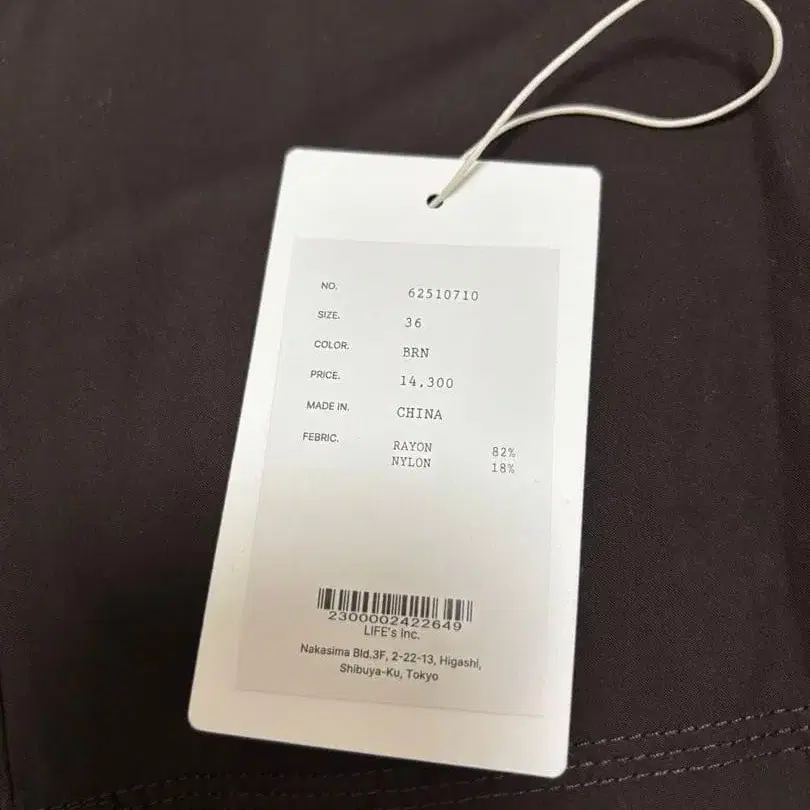 NO. 62510710
SIZE. 36
COLOR. BRN
PRICE. 14,300
MADE IN. CHINA
FEBRIC. RAYON 82%
NYLON 18%
2300002422649
LIFE's Inc.
Nakasima Bld.3F, 2-22-13, Higashi,
Shibuya-Ku, Tokyo